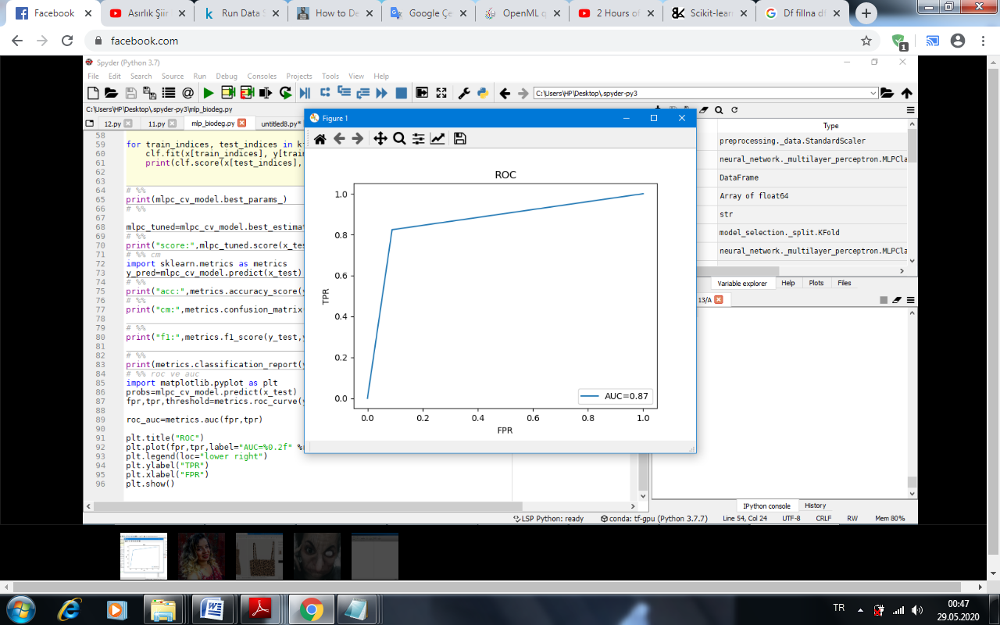 Facebook
Asırlık Şiir
Run Data S
How to De
Google Çe
OpenML q
2 Hours of
Scikit-lear
Df fillna df
facebook.com
1
Spyder (Python 3.7)
File Edit Search Source Run Debug Consoles Projects Tools View Help
C:\Users\HP\Desktop\.spyder-py3
C:\Users\HP\Desktop\.spyder-py3\mlp_biodeg.py
12.py 11.py mlp_biodeg.py untitled8.py*
58
59 for train_indices, test_indices in k
60 clf.fit(x[train_indices], y[trai
61 print(clf.score(x[test_indices],
62
63
64 # %%
65 print(mlpc_cv_model.best_params_)
66 # %%
67
68 mlpc_tuned=mlpc_cv_model.best_estimat
69 # %%
70 print("score:",mlpc_tuned.score(x_tes
71 # %% cm
72 import sklearn.metrics as metrics
73 y_pred=mlpc_cv_model.predict(x_test)
74 # %%
75 print("acc:",metrics.accuracy_score(y
76 # %%
77 print("cm:",metrics.confusion_matrix
78
79 # %%
80 print("f1:",metrics.f1_score(y_test,y
81
82 # %%
83 print(metrics.classification_report(y
84 # %% roc ve auc
85 import matplotlib.pyplot as plt
86 probs=mlpc_cv_model.predict(x_test)
87 fpr,tpr,threshold=metrics.roc_curve(y
88
89 roc_auc=metrics.auc(fpr,tpr)
90
91 plt.title("ROC")
92 plt.plot(fpr,tpr,label="AUC=%0.2f" %r
93 plt.legend(loc="lower right")
94 plt.ylabel("TPR")
95 plt.xlabel("FPR")
96 plt.show()
Figure 1
ROC
1.0
0.8
0.6
0.4
0.2
0.0
TPR
AUC=0.87
0.0 0.2 0.4 0.6 0.8 1.0
FPR
Type
preprocessing._data.StandardScaler
neural_network._multilayer_perceptron.MLPCla
DataFrame
Array of float64
str
model_selection._split.KFold
neural_network._multilayer_perceptron.MLPCla
Variable explorer Help Plots Files
13/A
IPython console History
LSP Python: ready conda: tf-gpu (Python 3.7.7) Line 54, Col 24 UTF-8 CRLF RW Mem 80%
TR
00:47
29.05.2020